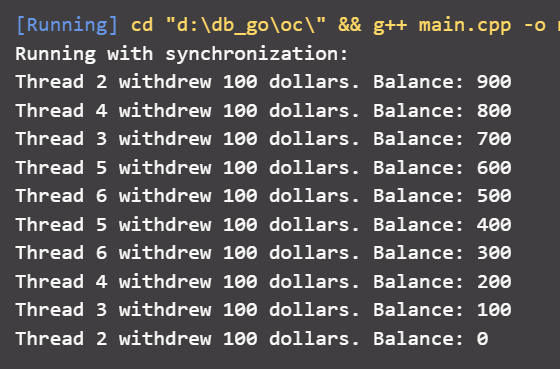 [Running] cd "d:\db_go\oc\" && g++ main.cpp -o
Running with synchronization:
Thread 2 withdrew 100 dollars. Balance: 900
Thread 4 withdrew 100 dollars. Balance: 800
Thread 3 withdrew 100 dollars. Balance: 700
Thread 5 withdrew 100 dollars. Balance: 600
Thread 6 withdrew 100 dollars. Balance: 500
Thread 5 withdrew 100 dollars. Balance: 400
Thread 6 withdrew 100 dollars. Balance: 300
Thread 4 withdrew 100 dollars. Balance: 200
Thread 3 withdrew 100 dollars. Balance: 100
Thread 2 withdrew 100 dollars. Balance: 0